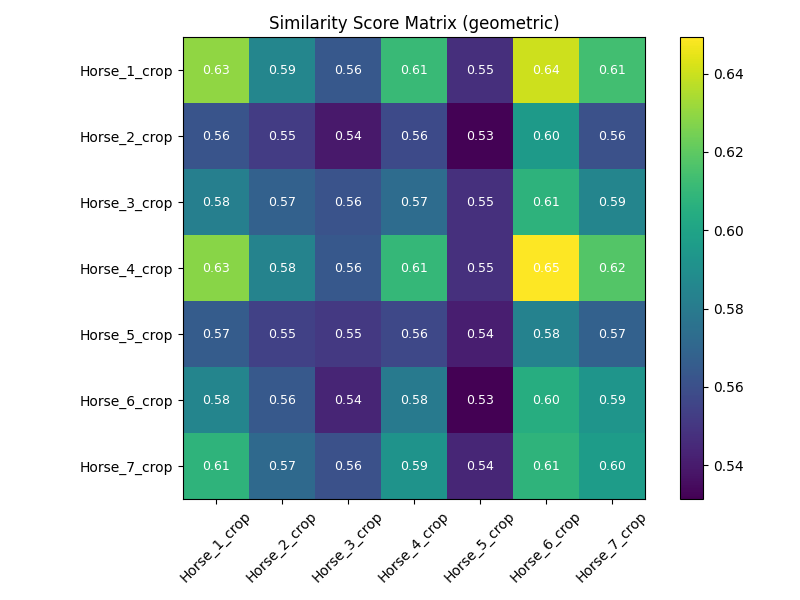 Similarity Score Matrix (geometric)
Horse_1_crop 0.63 0.59 0.56 0.61 0.55 0.64 0.61
Horse_2_crop 0.56 0.55 0.54 0.56 0.53 0.60 0.56
Horse_3_crop 0.58 0.57 0.56 0.57 0.55 0.61 0.59
Horse_4_crop 0.63 0.58 0.56 0.61 0.55 0.65 0.62
Horse_5_crop 0.57 0.55 0.55 0.56 0.54 0.58 0.57
Horse_6_crop 0.58 0.56 0.54 0.58 0.53 0.60 0.59
Horse_7_crop 0.61 0.57 0.56 0.59 0.54 0.61 0.60
Horse_1_crop Horse_2_crop Horse_3_crop Horse_4_crop Horse_5_crop Horse_6_crop Horse_7_crop
0.64
0.62
0.60
0.58
0.56
0.54